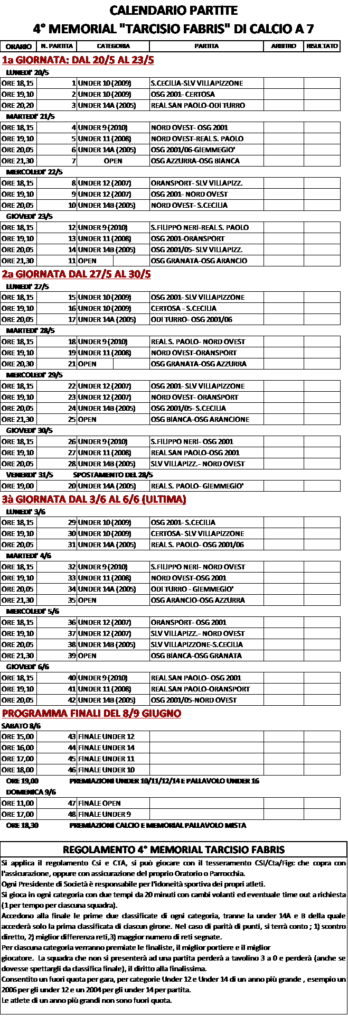 CALENDARIO PARTITE
4° MEMORIAL "TARCISIO FABRIS" DI CALCIO A 7
ORARIO N. PARTITA CATEGORIA PARTITA ARBITRO RISULTATO
1a GIORNATA: DAL 20/5 AL 23/5
LUNEDI' 20/5
ORE 18,15 1 UNDER 10 (2009) S.CECILIA-SLV VILLAPIZZONE
ORE 19,10 2 UNDER 10 (2009) OSG 2001- CERTOSA
ORE 20,20 3 UNDER 14A (2005) REAL SAN PAOLO-ODI TURRO
MARTEDI' 21/5
ORE 18,15 4 UNDER 9 (2010) NORD OVEST- OSG 2001
ORE 19,10 5 UNDER 11 (2008) NORD OVEST-REAL S. PAOLO
ORE 20,05 6 UNDER 14A (2005) OSG 2001/06-GIEMMEGIO'
ORE 21,30 7 OPEN OSG AZZURRA-OSG BIANCA
MERCOLEDI' 22/5
ORE 18,15 8 UNDER 12 (2007) ORANSPORT- SLV VILLAPIZZ.
ORE 19,10 9 UNDER 12 (2007) OSG 2001- NORD OVEST
ORE 20,05 10 UNDER 14B (2005) NORD OVEST- S.CECILIA
GIOVEDI' 23/5
ORE 18,15 12 UNDER 9 (2010) S.FILIPPO NERI-REAL S. PAOLO
ORE 19,10 13 UNDER 11 (2008) OSG 2001-ORANSPORT
ORE 20,05 14 UNDER 14B (2005) OSG 2001/05- SLV VILLAPIZZ.
ORE 21,30 11 OPEN OSG GRANATA-OSG ARANCIO
2a GIORNATA DAL 27/5 AL 30/5
LUNEDI' 27/5
ORE 18,15 15 UNDER 10 (2009) OSG 2001- SLV VILLAPIZZONE
ORE 19,10 16 UNDER 10 (2009) CERTOSA - S.CECILIA
ORE 20,05 17 UNDER 14A (2005) ODI TURRO- OSG 2001/06
MARTEDI' 28/5
ORE 18,15 18 UNDER 9 (2010) REAL S. PAOLO- NORD OVEST
ORE 19,10 19 UNDER 11 (2008) NORD OVEST-ORANSPORT
ORE 20,30 21 OPEN OSG GRANATA-OSG AZZURRA
MERCOLEDI' 29/5
ORE 18,15 22 UNDER 12 (2007) OSG 2001- SLV VILLAPIZZ.
ORE 19,10 23 UNDER 12 (2007) NORD OVEST- ORANSPORT
ORE 20,05 24 UNDER 14B (2005) OSG 2001/05- S.CECILIA
ORE 21,30 25 OPEN OSG BIANCA-OSG ARANCIONE
GIOVEDI' 30/5
ORE 18,15 26 UNDER 9 (2010) S.FILIPPO NERI- OSG 2001
ORE 19,10 27 UNDER 11 (2008) REAL SAN PAOLO-OSG 2001
ORE 20,05 28 UNDER 14B (2005) SLV VILLAPIZZ.- NORD OVEST
VENERDI' 31/5 SPOSTAMENTO DEL 28/5
ORE 19,00 20 UNDER 14A (2005) REAL S. PAOLO- GIEMMEGIO'
3à GIORNATA DAL 3/6 AL 6/6 (ULTIMA)
LUNEDI' 3/6
ORE 18,15 29 UNDER 10 (2009) OSG 2001- S.CECILIA
ORE 19,10 30 UNDER 10 (2009) CERTOSA- SLV VILLAPIZZONE
ORE 20,05 31 UNDER 14A (2005) REAL S. PAOLO- OSG 2001/06
MARTEDI' 4/6
ORE 18,15 32 UNDER 9 (2010) S.FILIPPO NERI- NORD OVEST
ORE 19,10 33 UNDER 11 (2008) NORD OVEST-OSG 2001
ORE 20,05 34 UNDER 14A (2005) ODI TURRO - GIEMMEGIO'
ORE 21,30 35 OPEN OSG ARANCIO-OSG AZZURRA
MERCOLEDI' 5/6
ORE 18,15 36 UNDER 12 (2007) ORANSPORT- OSG 2001
ORE 19,10 37 UNDER 12 (2007) SLV VILLAPIZZ.- NORD OVEST
ORE 20,05 38 UNDER 14B (2005) SLV VILLAPIZZONE-S.CECILIA
ORE 21,30 39 OPEN OSG BIANCA-OSG GRANATA
GIOVEDI' 6/6
ORE 18,15 40 UNDER 9 (2010) REAL SAN PAOLO- OSG 2001
ORE 19,10 41 UNDER 11 (2008) REAL SAN PAOLO-ORANSPORT
ORE 20,05 42 UNDER 14B (2005) OSG 2001/05-NORD OVEST
PROGRAMMA FINALI DEL 8/9 GIUGNO
SABATO 8/6
ORE 15,00 43 FINALE UNDER 12
ORE 16,00 44 FINALE UNDER 14
ORE 17,00 45 FINALE UNDER 11
ORE 18,00 46 FINALE UNDER 10
ORE 19,00 PREMIAZIONI UNDER 10/11/12/14 E PALLAVOLO UNDER 16
DOMENICA 9/6
ORE 11,00 47 FINALE OPEN
ORE 17,00 48 FINALE UNDER 9
ORE 18,30 PREMIAZIONI CALCIO E MEMORIAL PALLAVOLO MISTA
REGOLAMENTO 4° MEMORIAL TARCISIO FABRIS
Si applica il regolamento Csi e CTA, si può giocare con il tesseramento CSI/Cta/Figc che copra con
l'assicurazione, oppure con assicurazione del proprio Oratorio o Parrocchia.
Ogni Presidente di Società è responsabile per l'idoneità sportiva dei propri atleti.
Si gioca in ogni categoria con due tempi da 20 minuti con cambi volanti ed eventuale time out a richiesta
(1 per tempo per ciascuna squadra).
Accedono alla finale le prime due classificate di ogni categoria, tranne la under 14A e B della quale
accederà solo la prima classificata di ciascun girone. Nel caso di parità di punti, si terrà conto ; 1) scontro
diretto, 2) miglior differenza reti,3) maggior numero di reti segnate.
Per ciascuna categoria verranno premiate le finaliste, il miglior portiere e il miglior
giocatore. La squadra che non si presenterà ad una partita perderà a tavolino 3 a 0 e perderà (anche se
dovesse spettargli da classifica finale), il diritto alla finalissima.
Consentito un fuori quota per gara, per categorie Under 12 e Under 14 di un anno più grande , esempio un
2006 per gli under 12 e un 2004 per gli under 14 per partita.
Le atlete di un anno più grandi non sono fuori quota.